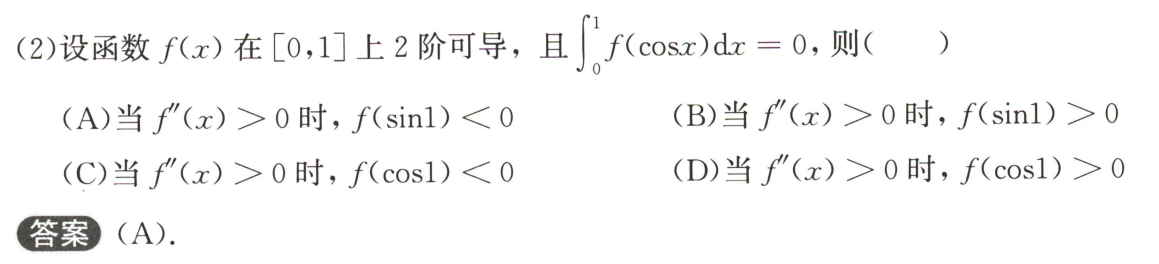 (2)设函数 f(x) 在[0,1]上 2 阶可导，且∫₀¹ f(cosx)dx = 0，则(　　)
(A)当 f″(x) > 0 时，f(sin1) < 0　　(B)当 f″(x) > 0 时，f(sin1) > 0
(C)当 f″(x) > 0 时，f(cos1) < 0　　(D)当 f″(x) > 0 时，f(cos1) > 0
答案 (A).